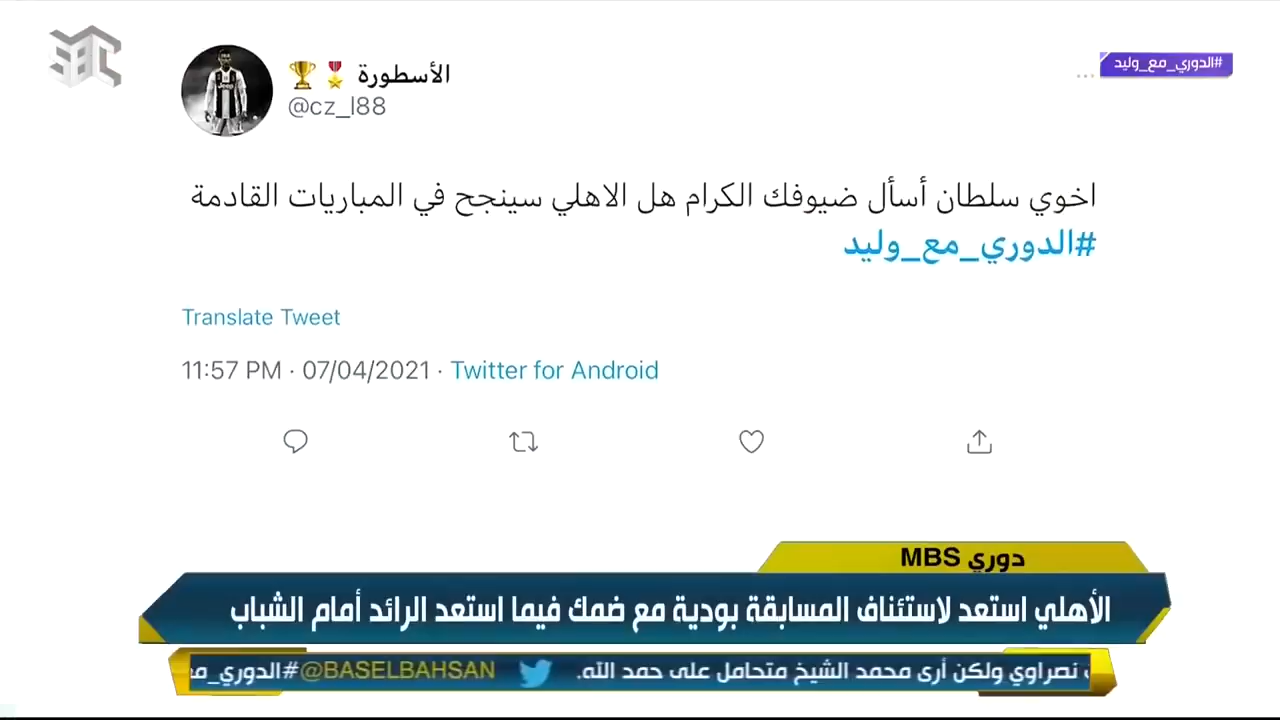 SBC
#الدوري_مع_وليد
الأسطورة
@cz_l88
اخوي سلطان أسأل ضيوفك الكرام هل الاهلي سينجح في المباريات القادمة
#الدوري_مع_وليد
Translate Tweet
11:57 PM · 07/04/2021 · Twitter for Android
دوري MBS
الأهلي استعد لاستئناف المسابقة بودية مع ضمك فيما استعد الرائد أمام الشباب
نصراوي ولكن أرى محمد الشيخ متحامل على حمد الله. @BASELBAHSAN #الدوري_مع